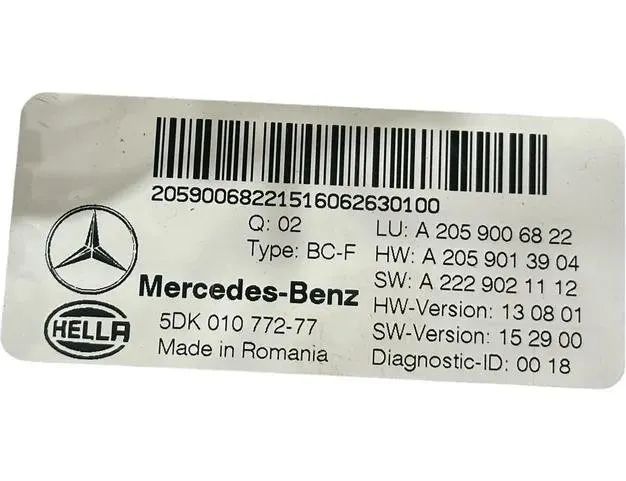 20590068221516062630100
Q: 02
Type: BC-F
Mercedes-Benz
HELLA
5DK 010 772-77
Made in Romania
LU: A 205 900 68 22
HW: A 205 901 39 04
SW: A 222 902 11 12
HW-Version: 13 08 01
SW-Version: 15 29 00
Diagnostic-ID: 00 18